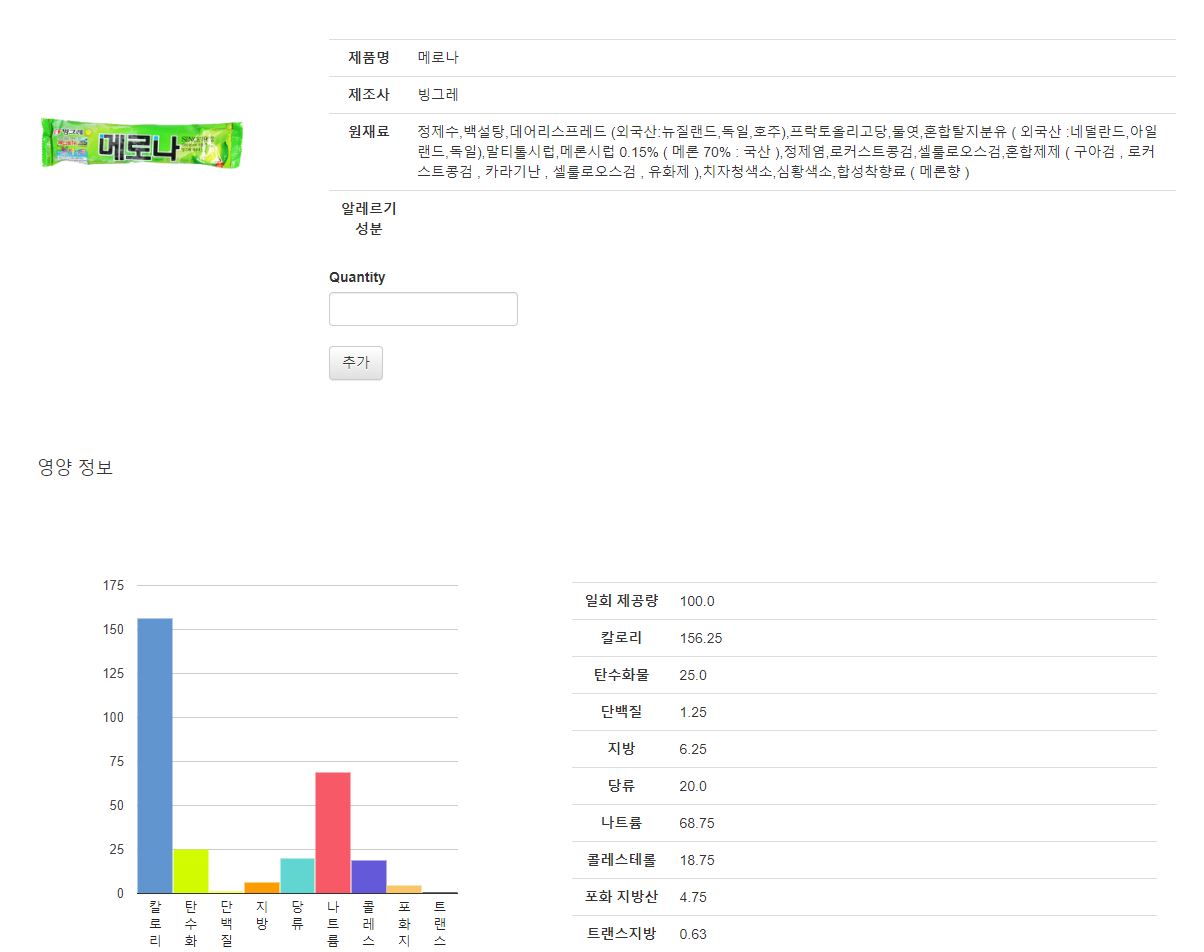 제품명 메로나
제조사 빙그레
원재료 정제수,백설탕,데어리스프레드 (외국산:뉴질랜드,독일,호주),프락토올리고당,물엿,혼합탈지분유 ( 외국산 :네덜란드,아일
랜드,독일),말티톨시럽,메론시럽 0.15% ( 메론 70% : 국산 ),정제염,로커스트콩검,셀룰로오스검,혼합제제 ( 구아검 , 로커
스트콩검 , 카라기난 , 셀룰로오스검 , 유화제 ),치자청색소,심황색소,합성착향료 ( 메론향 )
빙그레
메로나
알레르기
성분
Quantity
추가
영양 정보
175
150
125
100
75
50
25
0
칼로리
탄수화
단백질
지방
당류
나트륨
콜레스
포화지
트랜스
일회 제공량 100.0
칼로리 156.25
탄수화물 25.0
단백질 1.25
지방 6.25
당류 20.0
나트륨 68.75
콜레스테롤 18.75
포화 지방산 4.75
트랜스지방 0.63